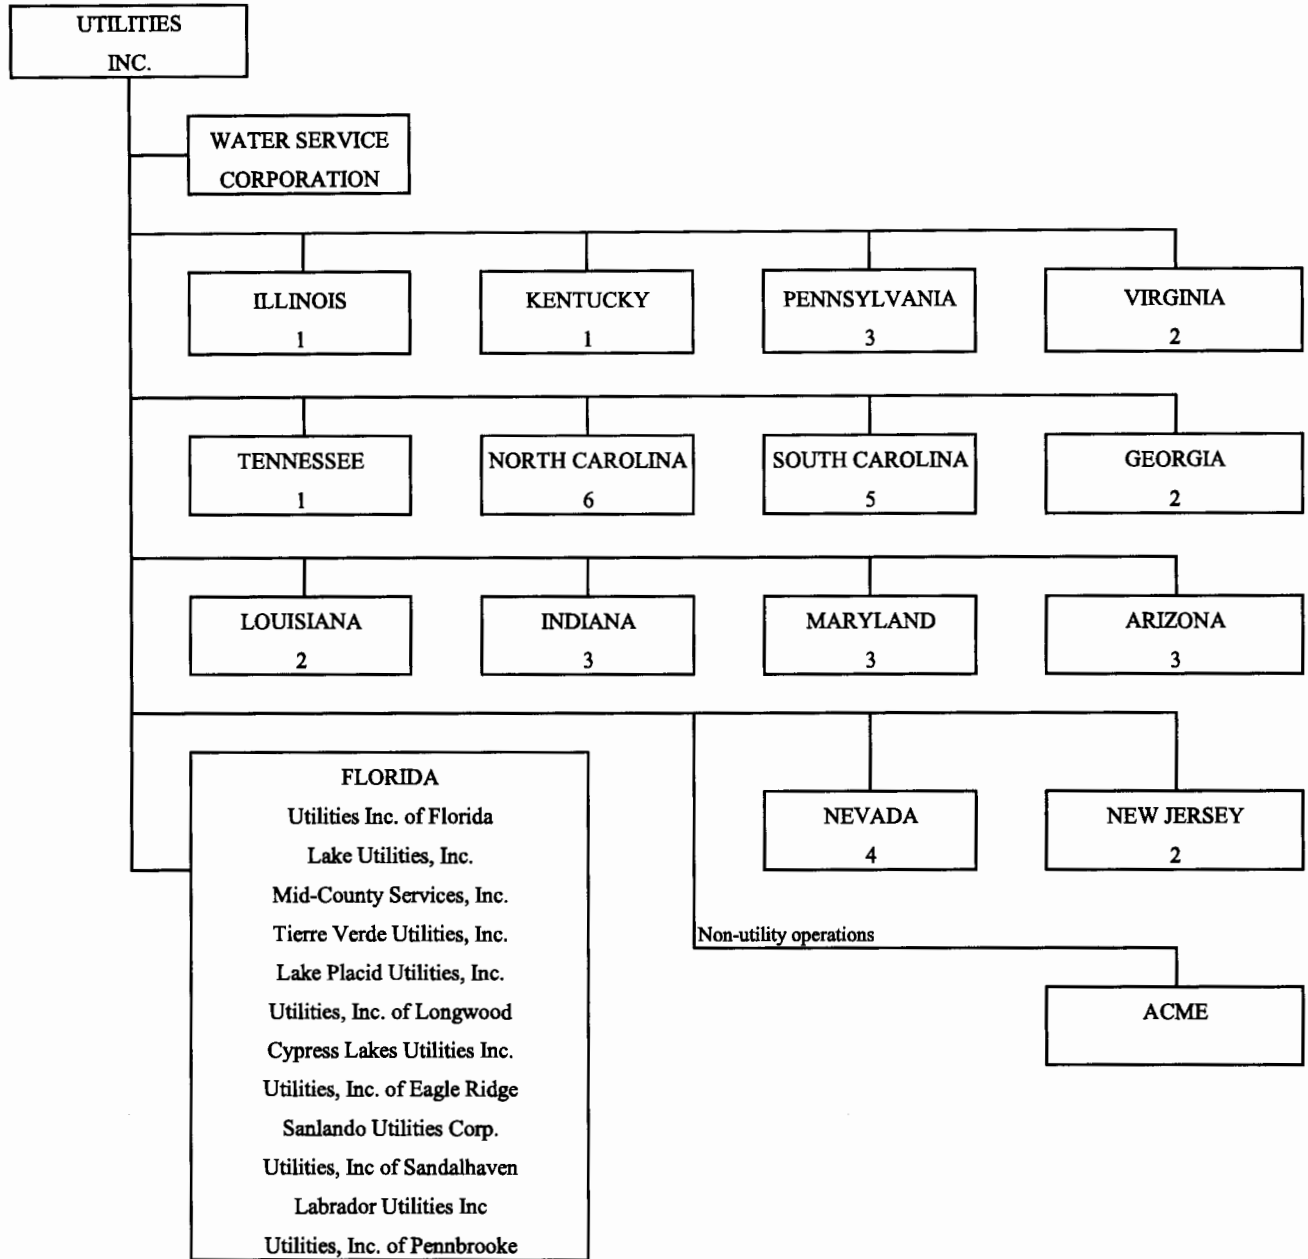 UTILITIES
INC.
WATER SERVICE
CORPORATION
ILLINOIS
1
KENTUCKY
1
PENNSYLVANIA
3
VIRGINIA
2
TENNESSEE
1
NORTH CAROLINA
6
SOUTH CAROLINA
5
GEORGIA
2
LOUISIANA
2
INDIANA
3
MARYLAND
3
ARIZONA
3
FLORIDA
Utilities Inc. of Florida
Lake Utilities, Inc.
Mid-County Services, Inc.
Tierre Verde Utilities, Inc.
Lake Placid Utilities, Inc.
Utilities, Inc. of Longwood
Cypress Lakes Utilities Inc.
Utilities, Inc. of Eagle Ridge
Sanlando Utilities Corp.
Utilities, Inc of Sandalhaven
Labrador Utilities Inc
Utilities, Inc. of Pennbrooke
NEVADA
4
NEW JERSEY
2
Non-utility operations
ACME